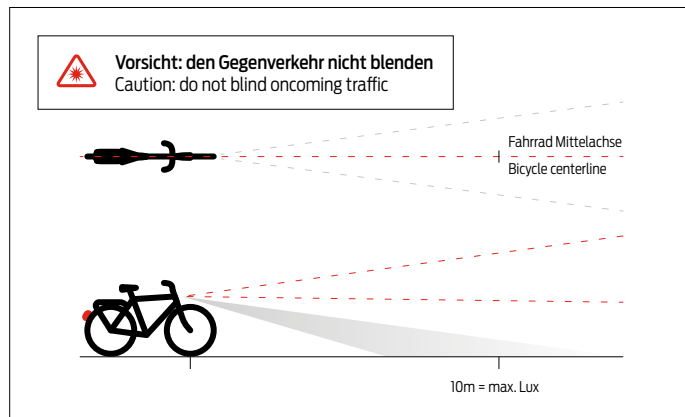 Vorsicht: den Gegenverkehr nicht blenden
Caution: do not blind oncoming traffic
Fahrrad Mittelachse
Bicycle centerline
10m = max. Lux